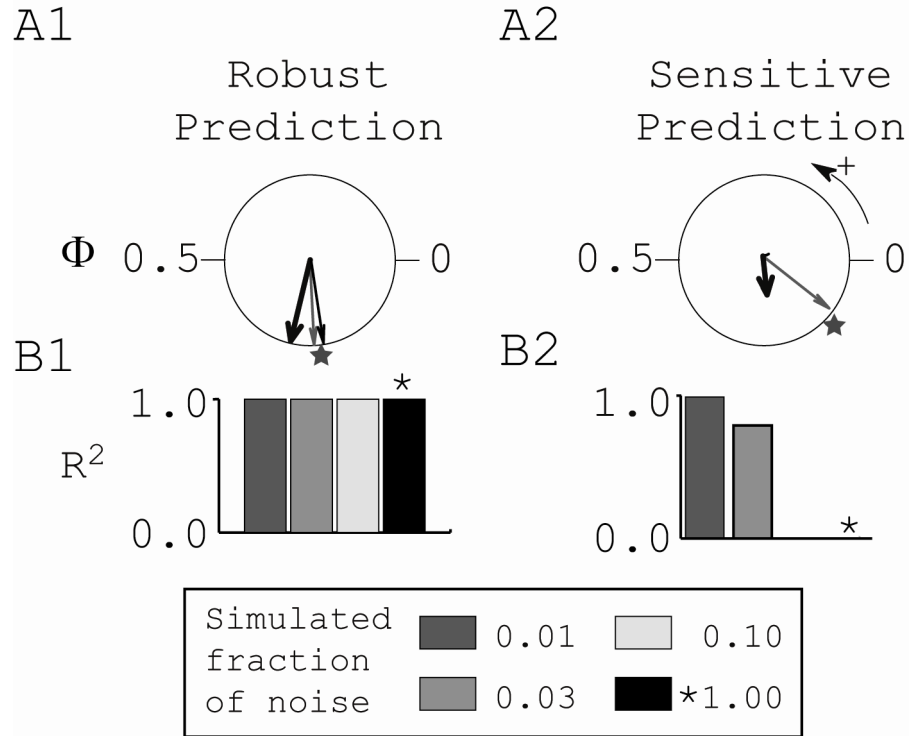 A1
A2
Robust
Prediction
Sensitive
Prediction
+
Φ 0.5 0
0.5 0
B1
B2
*
1.0
R²
0.0
1.0
0.0
*
Simulated
fraction
of noise
0.01
0.10
0.03
*1.00